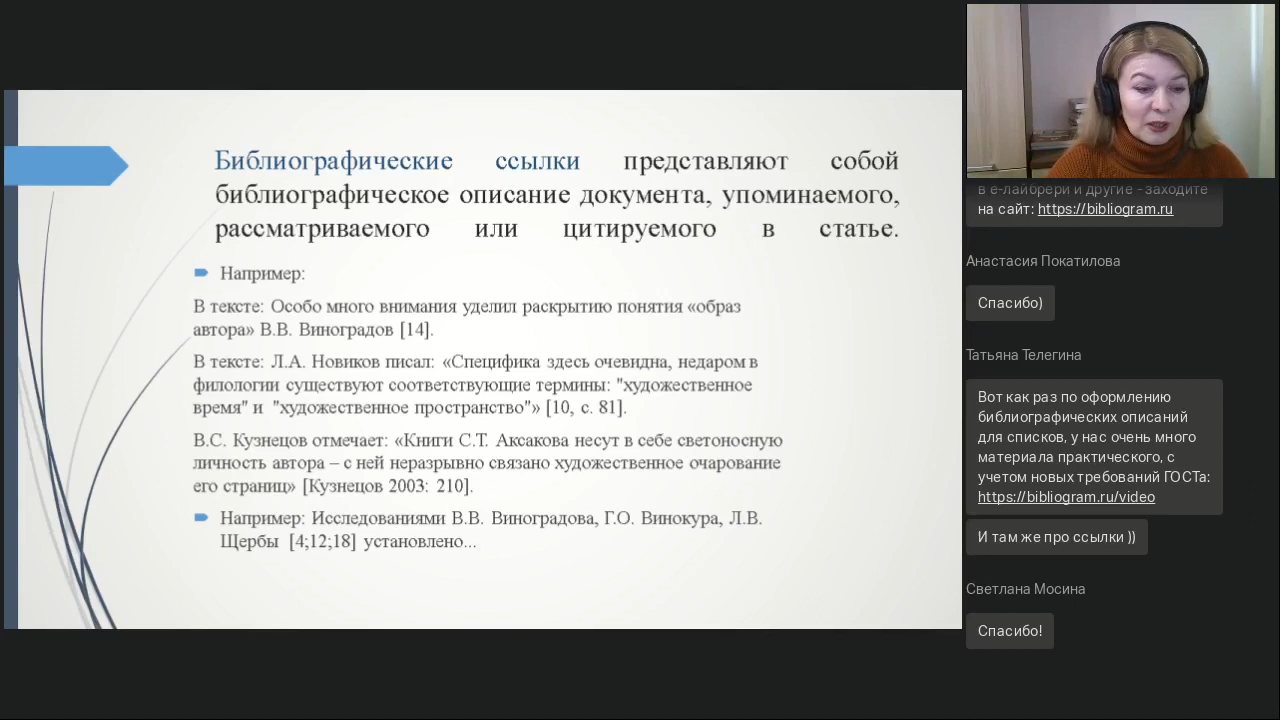 Библиографические ссылки представляют собой
библиографическое описание документа, упоминаемого,
рассматриваемого или цитируемого в статье.
Например:
В тексте: Особо много внимания уделил раскрытию понятия «образ
автора» В.В. Виноградов [14].
В тексте: Л.А. Новиков писал: «Специфика здесь очевидна, недаром в
филологии существуют соответствующие термины: "художественное
время" и "художественное пространство"» [10, с. 81].
В.С. Кузнецов отмечает: «Книги С.Т. Аксакова несут в себе светоносную
личность автора – с ней неразрывно связано художественное очарование
его страниц» [Кузнецов 2003: 210].
Например: Исследованиями В.В. Виноградова, Г.О. Винокура, Л.В.
Щербы [4;12;18] установлено...
в е-лайбрери и другие - заходите
на сайт: https://bibliogram.ru
Анастасия Покатилова
Спасибо)
Татьяна Телегина
Вот как раз по оформлению
библиографических описаний
для списков, у нас очень много
материала практического, с
учетом новых требований ГОСТа:
https://bibliogram.ru/video
И там же про ссылки ))
Светлана Мосина
Спасибо!